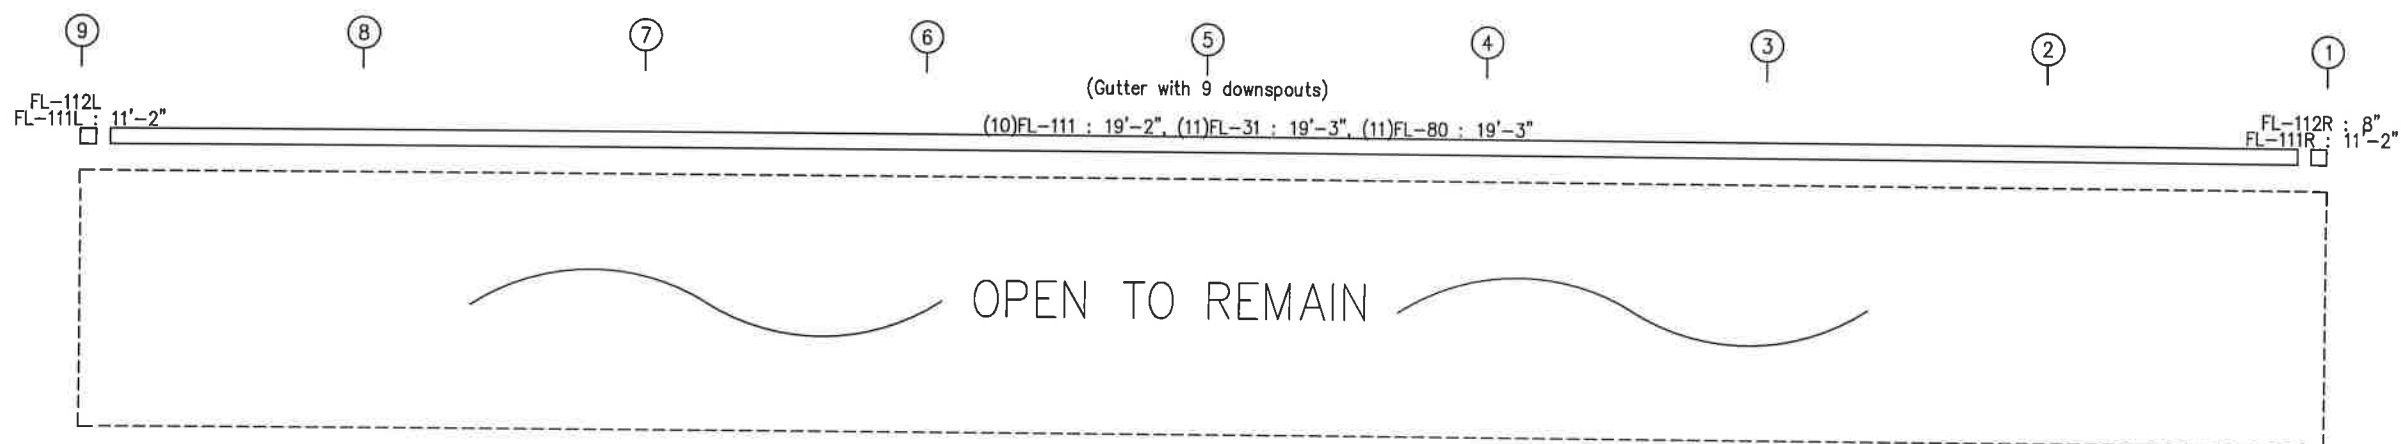 9 8 7 6 5 4 3 2 1
(Gutter with 9 downspouts)
FL-112L
FL-111L : 11'-2"
(10)FL-111 : 19'-2", (11)FL-31 : 19'-3", (11)FL-80 : 19'-3"
FL-112R : 8"
FL-111R : 11'-2"
OPEN TO REMAIN